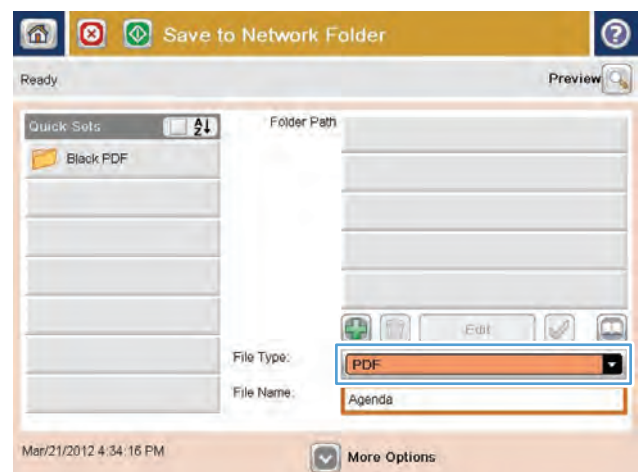 Save to Network Folder
?
Ready
Preview
Quick Sets
Folder Path
Black PDF
Edit
File Type:
PDF
File Name:
Agenda
Mar/21/2012 4:34:16 PM
More Options